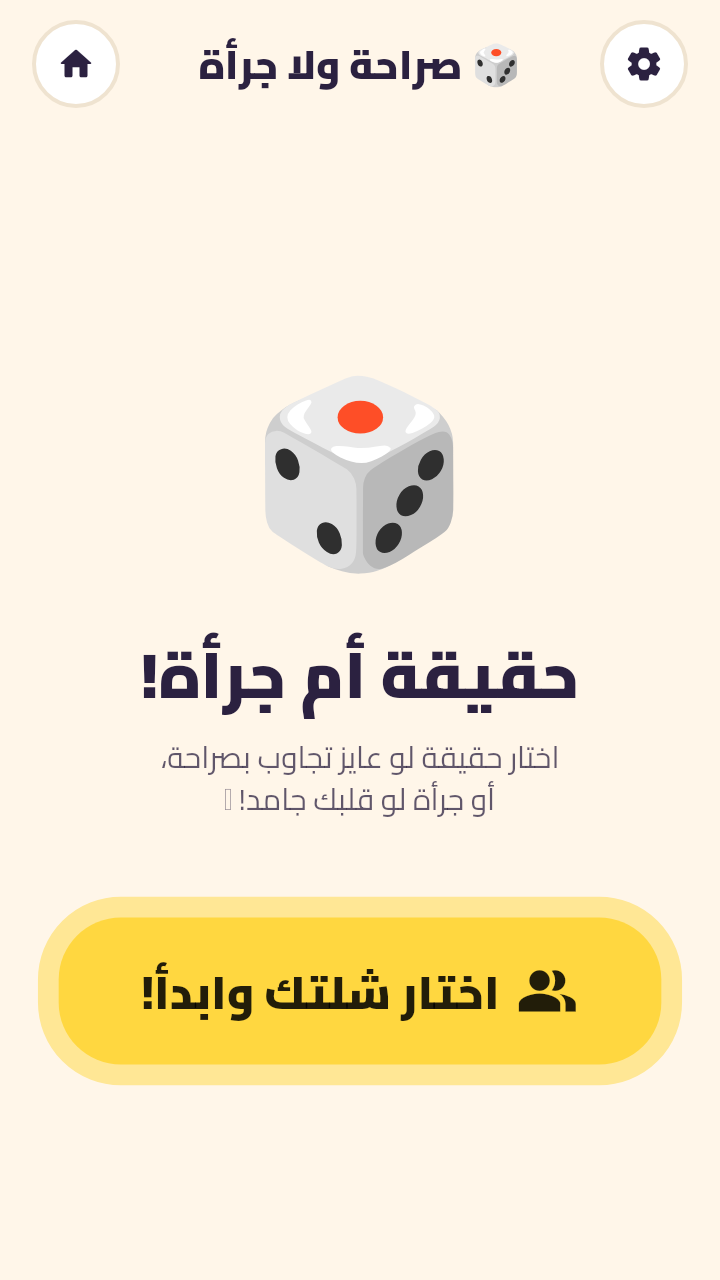 🎲 صراحة ولا جرأة
حقيقة أم جرأة!
اختار حقيقة لو عايز تجاوب بصراحة،
أو جرأة لو قلبك جامد!
اختار شلتك وابدأ!